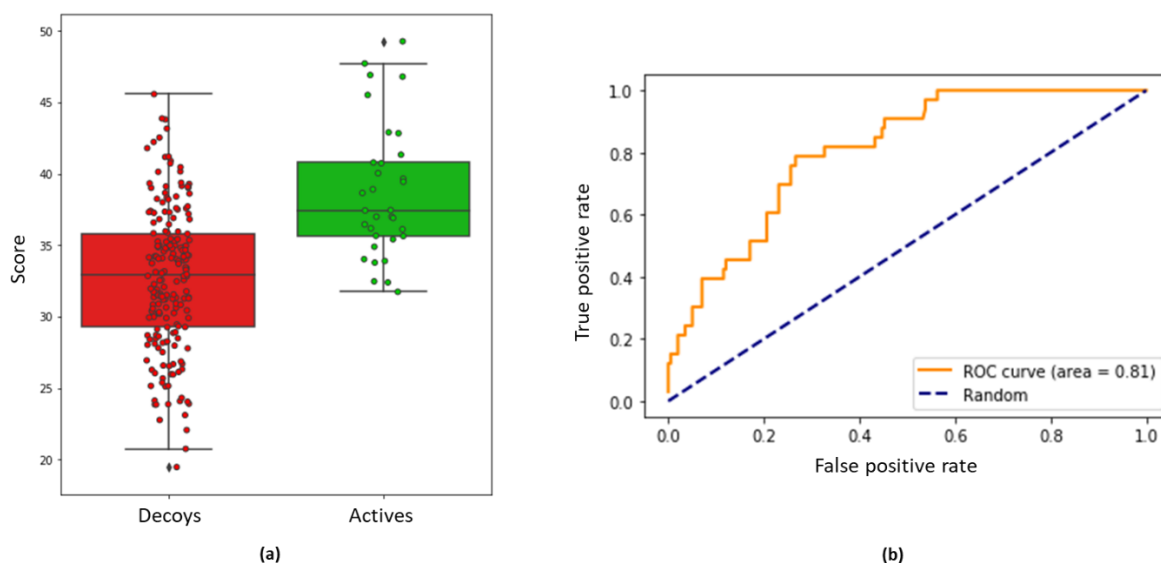 Score
50
45
40
35
30
25
20
Decoys
Actives
(a)
True positive rate
1.0
0.8
0.6
0.4
0.2
0.0
ROC curve (area = 0.81)
Random
0.0 0.2 0.4 0.6 0.8 1.0
False positive rate
(b)